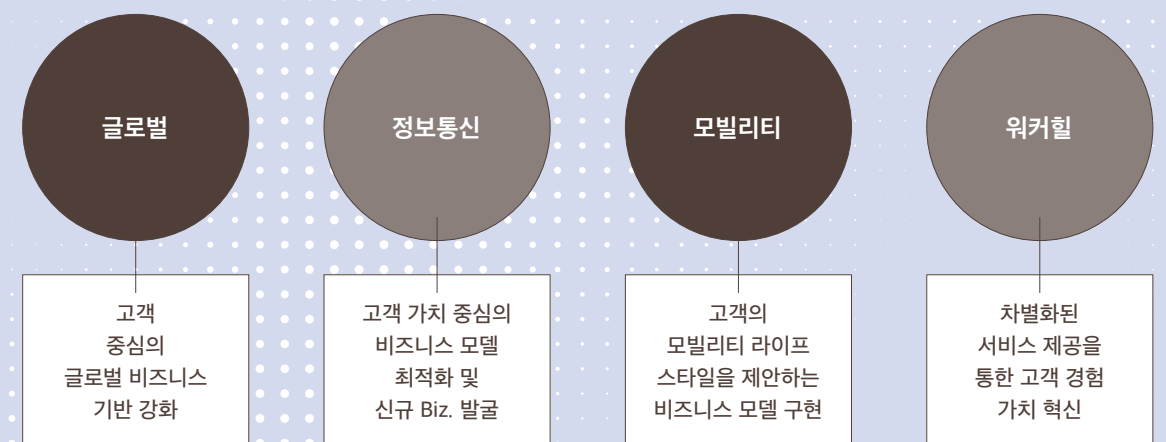 글로벌
정보통신
모빌리티
워커힐
고객
중심의
글로벌 비즈니스
기반 강화
고객 가치 중심의
비즈니스 모델
최적화 및
신규 Biz. 발굴
고객의
모빌리티 라이프
스타일을 제안하는
비즈니스 모델 구현
차별화된
서비스 제공을
통한 고객 경험
가치 혁신